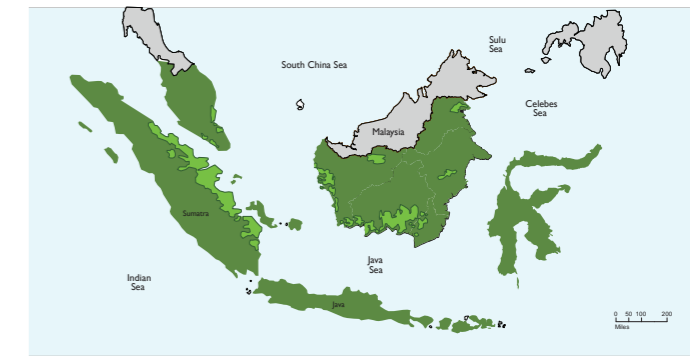 Sulu
Sea
South China Sea
Celebes
Sea
Malaysia
Sumatra
Java
Sea
Indian
Sea
Java
0 50 100 200
Miles